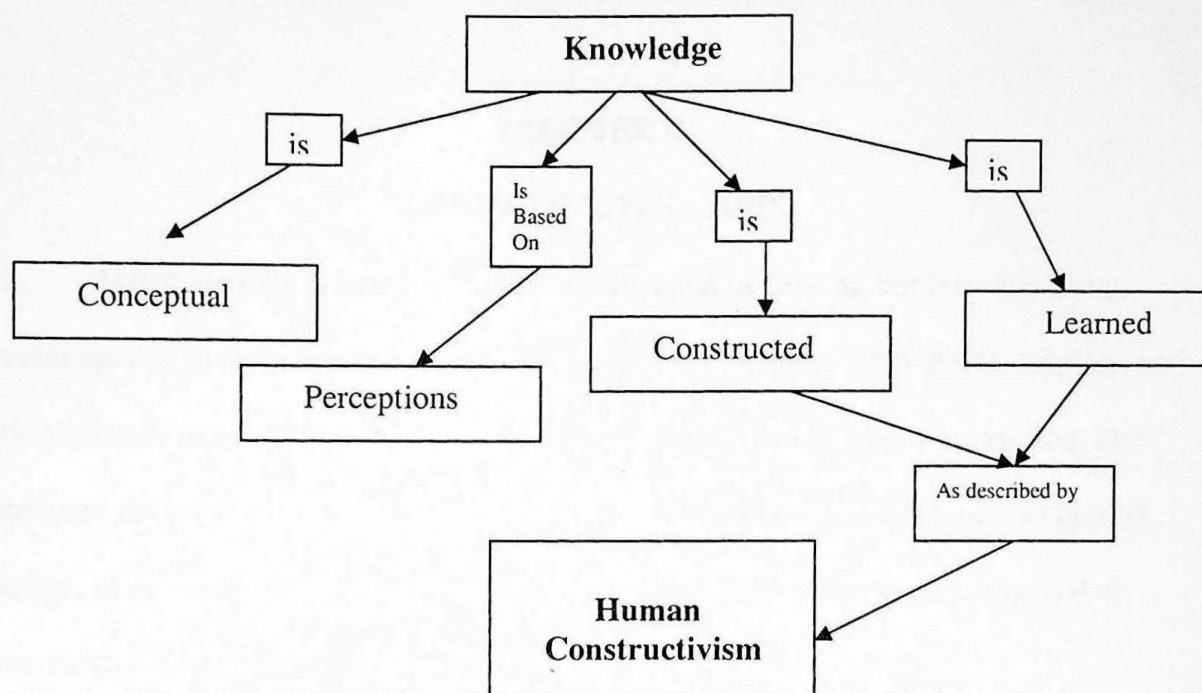 Knowledge
is
Is
Based
On
is
is
Conceptual
Perceptions
Constructed
Learned
As described by
Human
Constructivism